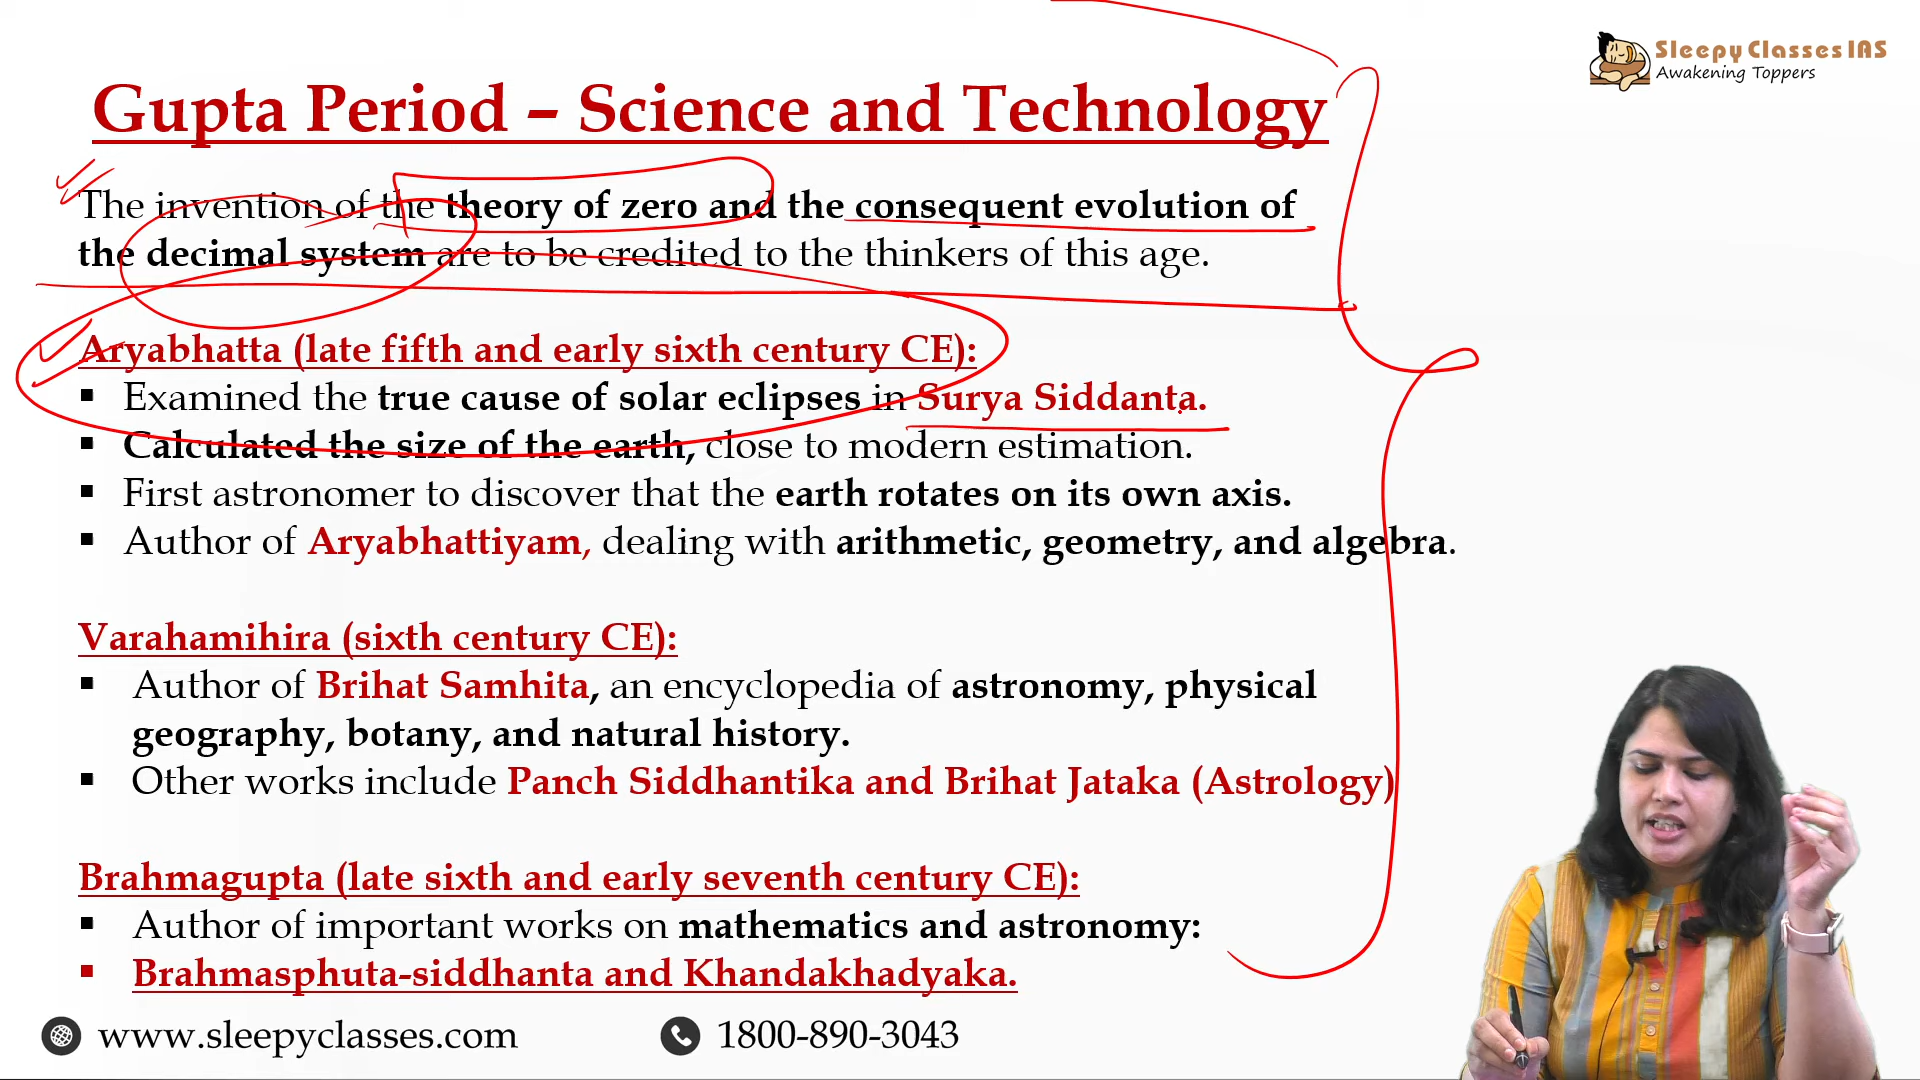 Sleepy Classes IAS
Awakening Toppers
Gupta Period – Science and Technology
The invention of the theory of zero and the consequent evolution of
the decimal system are to be credited to the thinkers of this age.
Aryabhatta (late fifth and early sixth century CE):
▪ Examined the true cause of solar eclipses in Surya Siddanta.
▪ Calculated the size of the earth, close to modern estimation.
▪ First astronomer to discover that the earth rotates on its own axis.
▪ Author of Aryabhattiyam, dealing with arithmetic, geometry, and algebra.
Varahamihira (sixth century CE):
▪ Author of Brihat Samhita, an encyclopedia of astronomy, physical
geography, botany, and natural history.
▪ Other works include Panch Siddhantika and Brihat Jataka (Astrology)
Brahmagupta (late sixth and early seventh century CE):
▪ Author of important works on mathematics and astronomy:
▪ Brahmasphuta-siddhanta and Khandakhadyaka.
www.sleepyclasses.com
1800-890-3043